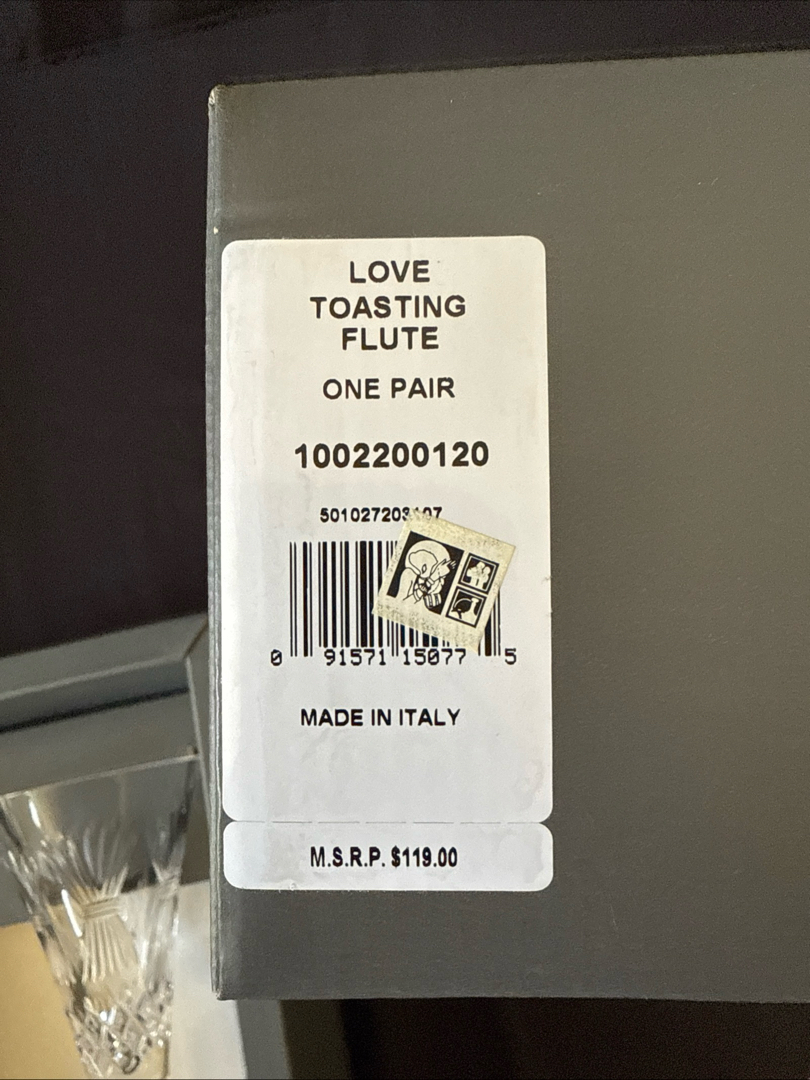 LOVE
TOASTING
FLUTE
ONE PAIR
1002200120
0 91571 15077 5
MADE IN ITALY
M.S.R.P. $119.00